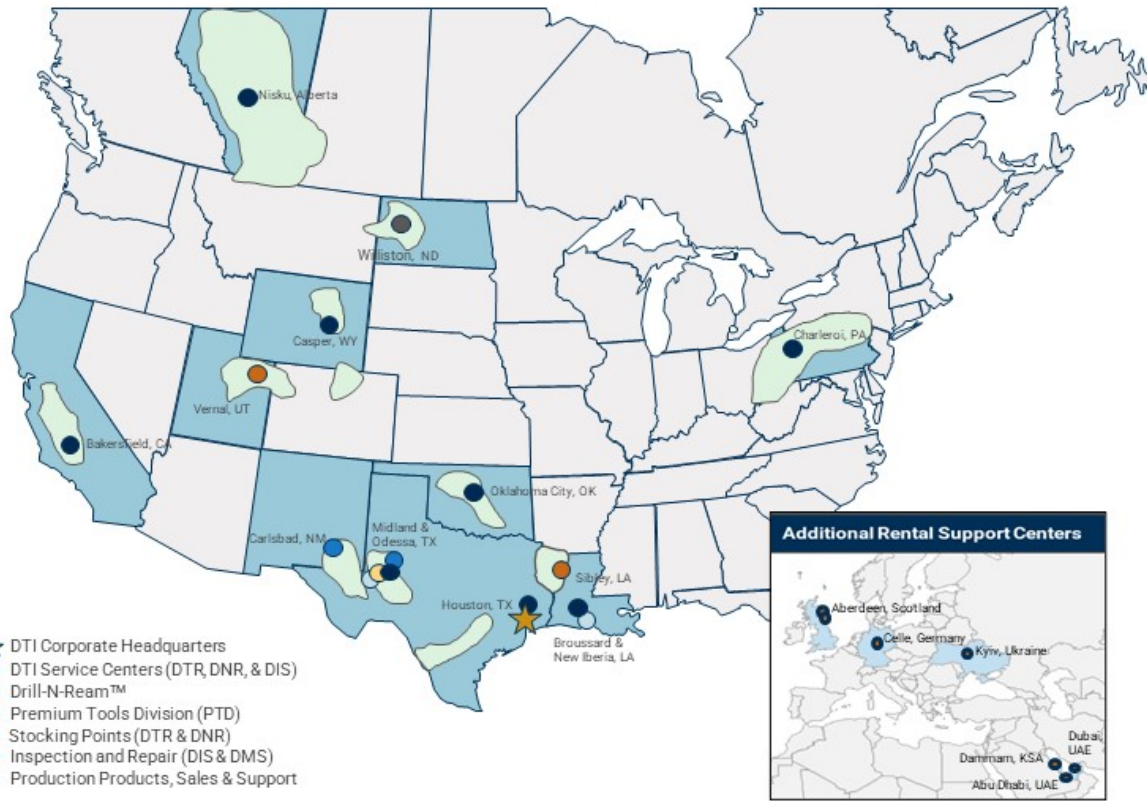 Nisku, Alberta
Williston, ND
Casper, WY
Charleroi, PA
Vernal, UT
Bakersfield, CA
Oklahoma City, OK
Carlsbad, NM
Midland &
Odessa, TX
Sibley, LA
Houston, TX
Broussard &
New Iberia, LA
DTI Corporate Headquarters
DTI Service Centers (DTR, DNR, & DIS)
Drill-N-Ream™
Premium Tools Division (PTD)
Stocking Points (DTR & DNR)
Inspection and Repair (DIS & DMS)
Production Products, Sales & Support
Additional Rental Support Centers
Aberdeen, Scotland
Celle, Germany
Kyiv, Ukraine
Dubai,
UAE
Dammam, KSA
Abu Dhabi, UAE